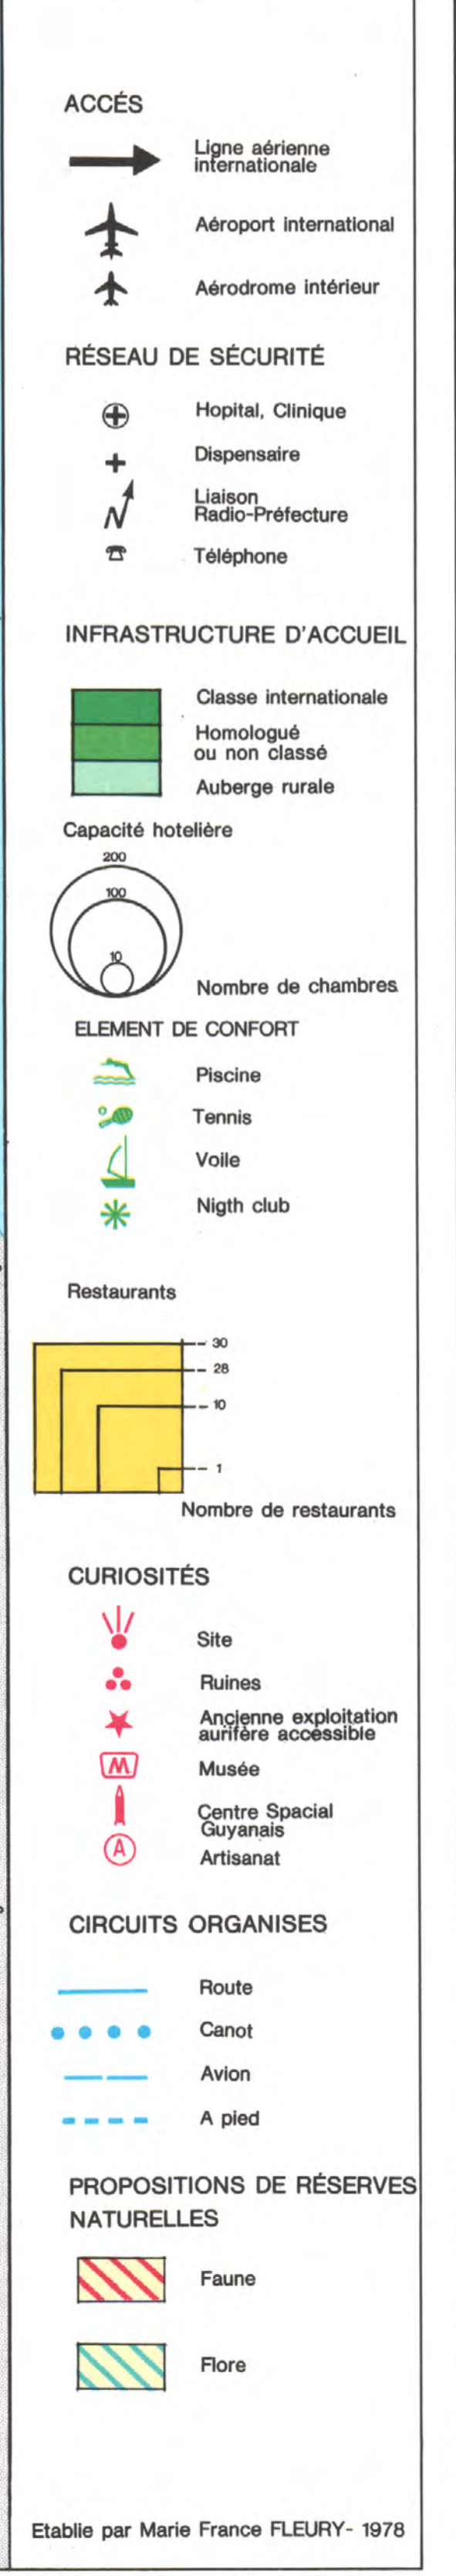 ACCÉS
Ligne aérienne
internationale
Aéroport international
Aérodrome intérieur
RÉSEAU DE SÉCURITÉ
Hopital, Clinique
Dispensaire
Liaison
Radio-Préfecture
Téléphone
INFRASTRUCTURE D'ACCUEIL
Classe internationale
Homologué
ou non classé
Auberge rurale
Capacité hotelière
200
100
10
Nombre de chambres
ELEMENT DE CONFORT
Piscine
Tennis
Voile
Nigth club
Restaurants
30
28
10
1
Nombre de restaurants
CURIOSITÉS
Site
Ruines
Ancienne exploitation
aurifère accessible
M Musée
Centre Spacial
Guyanais
A Artisanat
CIRCUITS ORGANISES
Route
Canot
Avion
A pied
PROPOSITIONS DE RÉSERVES
NATURELLES
Faune
Flore
Etablie par Marie France FLEURY- 1978